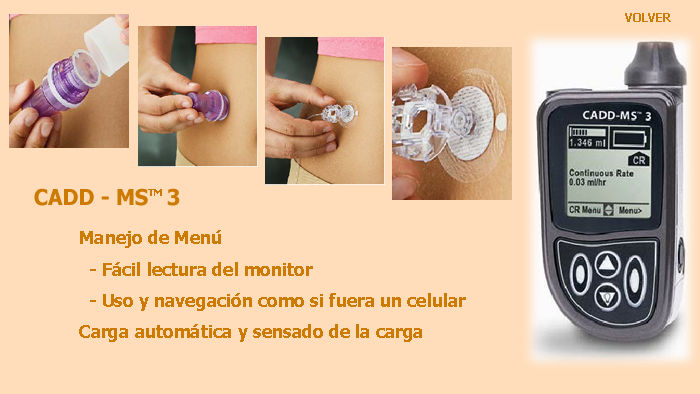 VOLVER
CADD-MS™ 3
1.346 ml
CR
Continuous Rate
0.03 ml/hr
CR Menu
Menu>
CADD - MS™ 3
Manejo de Menú
- Fácil lectura del monitor
- Uso y navegación como si fuera un celular
Carga automática y sensado de la carga